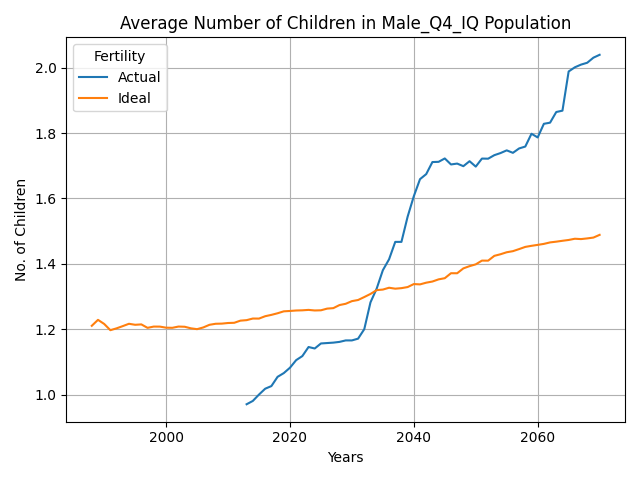 Average Number of Children in Male_Q4_IQ Population
Fertility
Actual
Ideal
No. of Children
2.0
1.8
1.6
1.4
1.2
1.0
2000
2020
2040
2060
Years